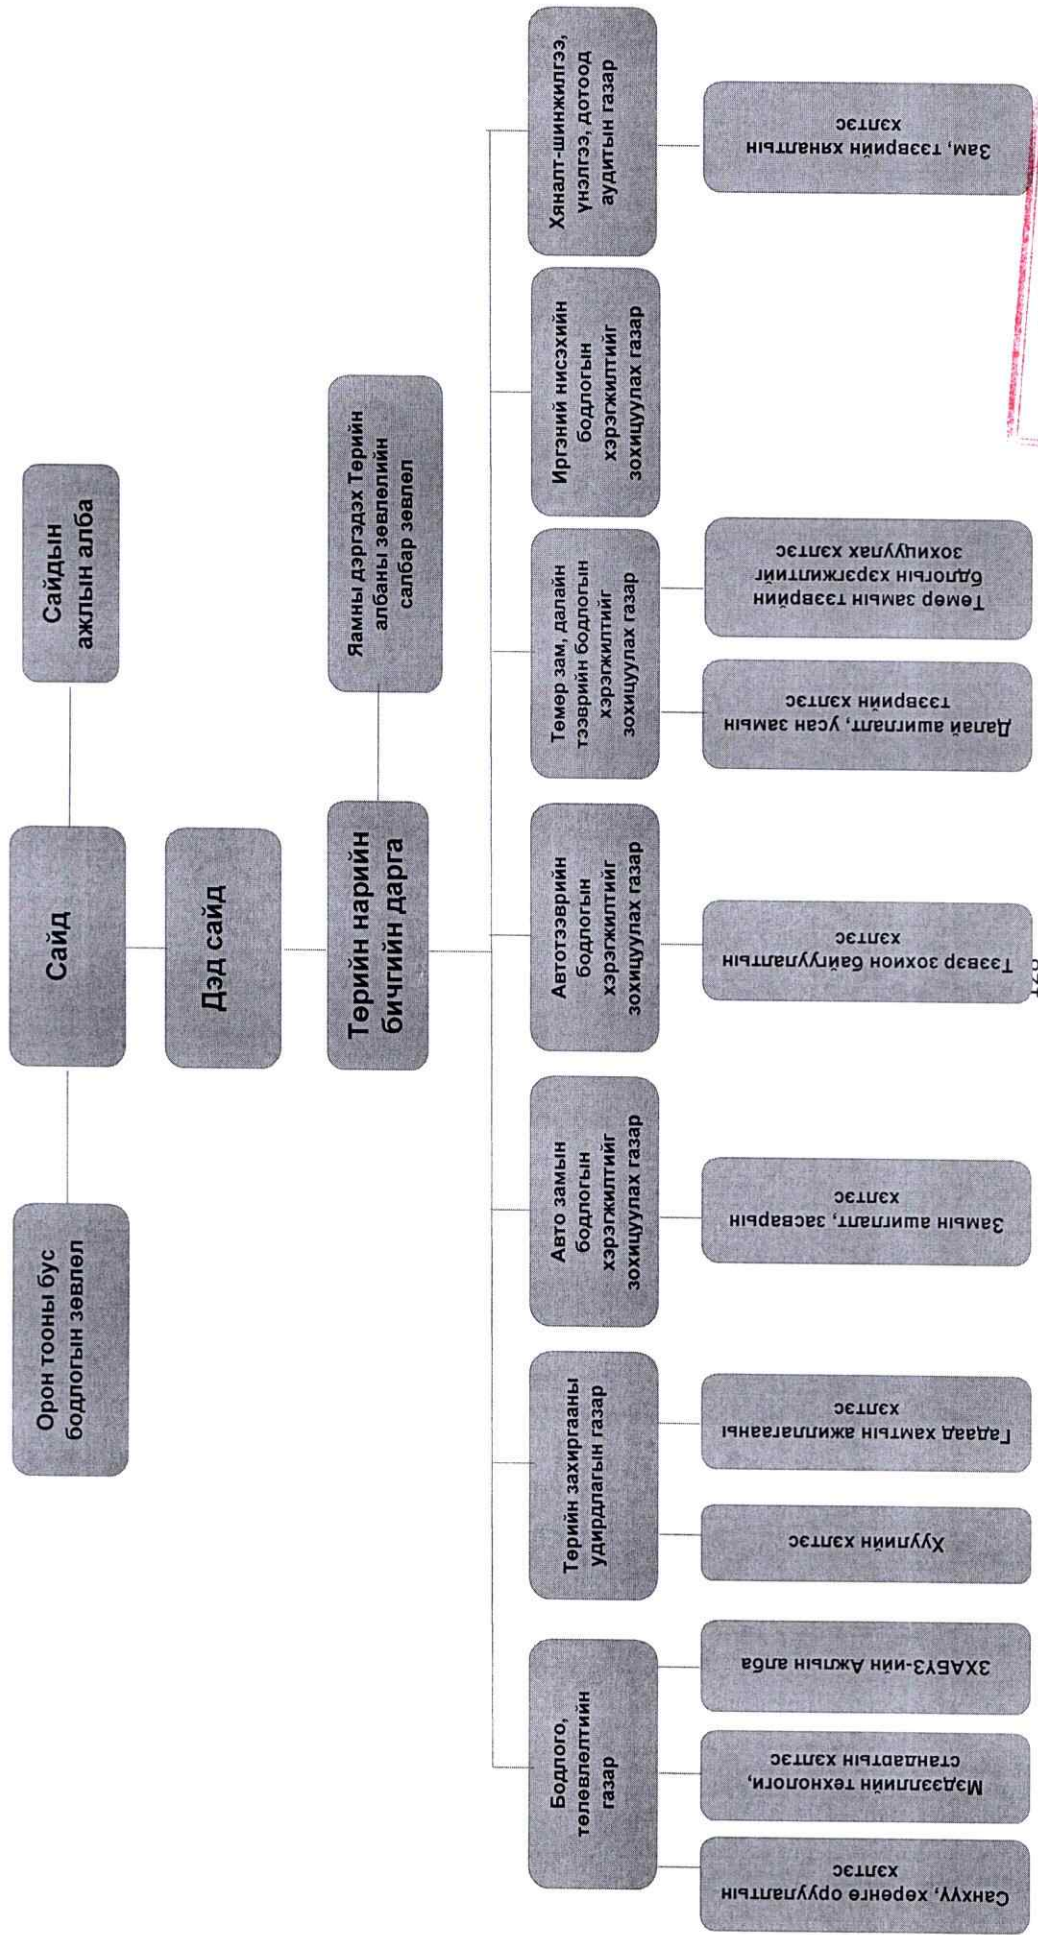 Сайд
Орон тооны бус
бодлогын зөвлөл
Сайдын
ажлын алба
Дэд сайд
Төрийн нарийн
бичгийн дарга
Яамны дэргэдэх Төрийн
албаны зөвлөлийн
салбар зөвлөл
Бодлого,
төлөвлөлтийн
газар
Төрийн захиргааны
удирдлагын газар
Авто замын
бодлогын
хэрэгжилтийг
зохицуулах газар
Автотээврийн
бодлогын
хэрэгжилтийг
зохицуулах газар
Төмөр зам, далайн
тээврийн бодлогын
хэрэгжилтийг
зохицуулах газар
Иргэний нисэхийн
бодлогын
хэрэгжилтийг
зохицуулах газар
Хяналт-шинжилгээ,
үнэлгээ, дотоод
аудитын газар
Санхүү, хөрөнгө оруулалтын
хэлтэс
Мэдээллийн технологи,
стандартын хэлтэс
ЗХАБҮЗ-ийн Ажлын алба
Хуулийн хэлтэс
Гадаад хамтын ажиллагааны
хэлтэс
Замын ашиглалт, засварын
хэлтэс
Тээвэр зохион байгуулалтын
хэлтэс
Далай ашиглалт, усан замын
тээврийн хэлтэс
Төмөр замын тээврийн
бдлогын хэрэгжилтийг
зохицуулах хэлтэс
Зам, тээврийн хяналтын
хэлтэс